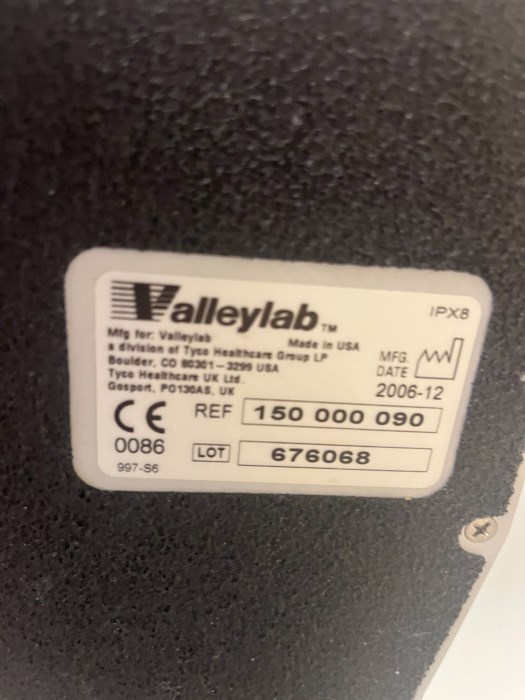 Valleylab™
IPX8
Mfg for: Valleylab
Made in USA
a division of Tyco Healthcare Group LP
Boulder, CO 80301-3299 USA
Tyco Healthcare UK Ltd.
Gosport, PO130AS, UK
MFG.
DATE
2006-12
CE
0086
997-S6
REF 150 000 090
LOT 676068